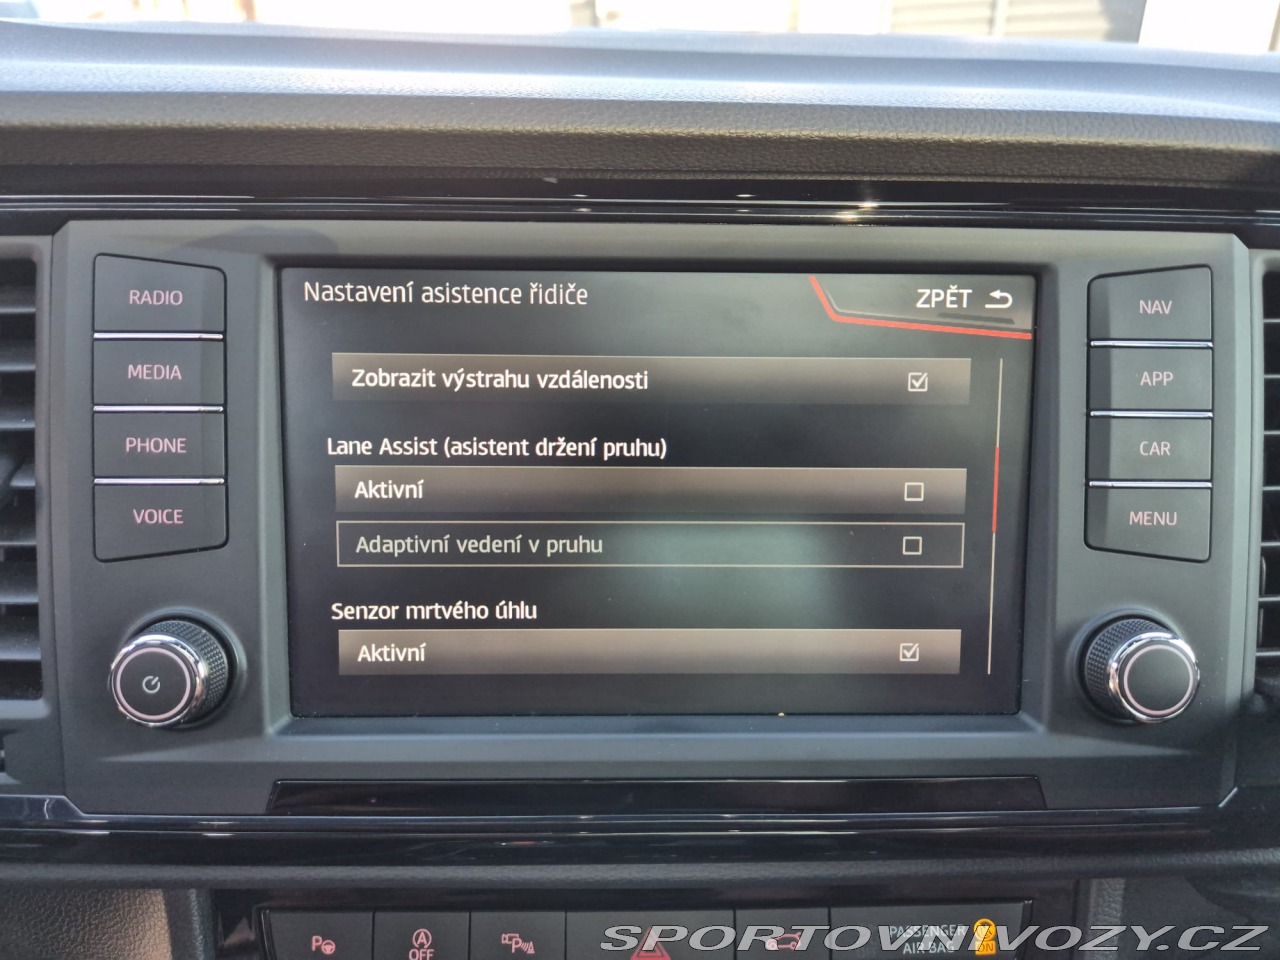 Nastavení asistence řidiče
ZPĚT
RADIO
MEDIA
PHONE
VOICE
Zobrazit výstrahu vzdálenosti
Lane Assist (asistent držení pruhu)
Aktivní
Adaptivní vedení v pruhu
Senzor mrtvého úhlu
Aktivní
NAV
APP
CAR
MENU
P
A
OFF
P
PASSENGER
AIR BAG
ON
SPORTOVNIVOZY.CZ